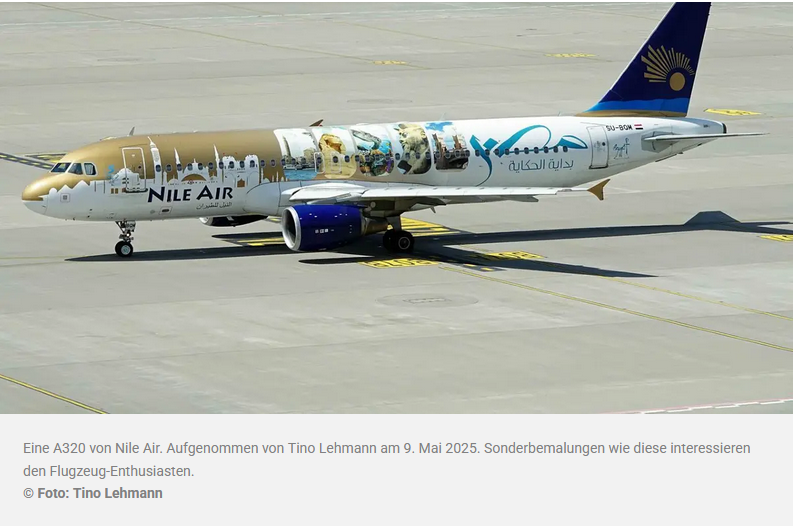 SU-BQM
مصر
بداية الحكاية
NILE AIR
النيل للطيران
Eine A320 von Nile Air. Aufgenommen von Tino Lehmann am 9. Mai 2025. Sonderbemalungen wie diese interessieren
den Flugzeug-Enthusiasten.
© Foto: Tino Lehmann